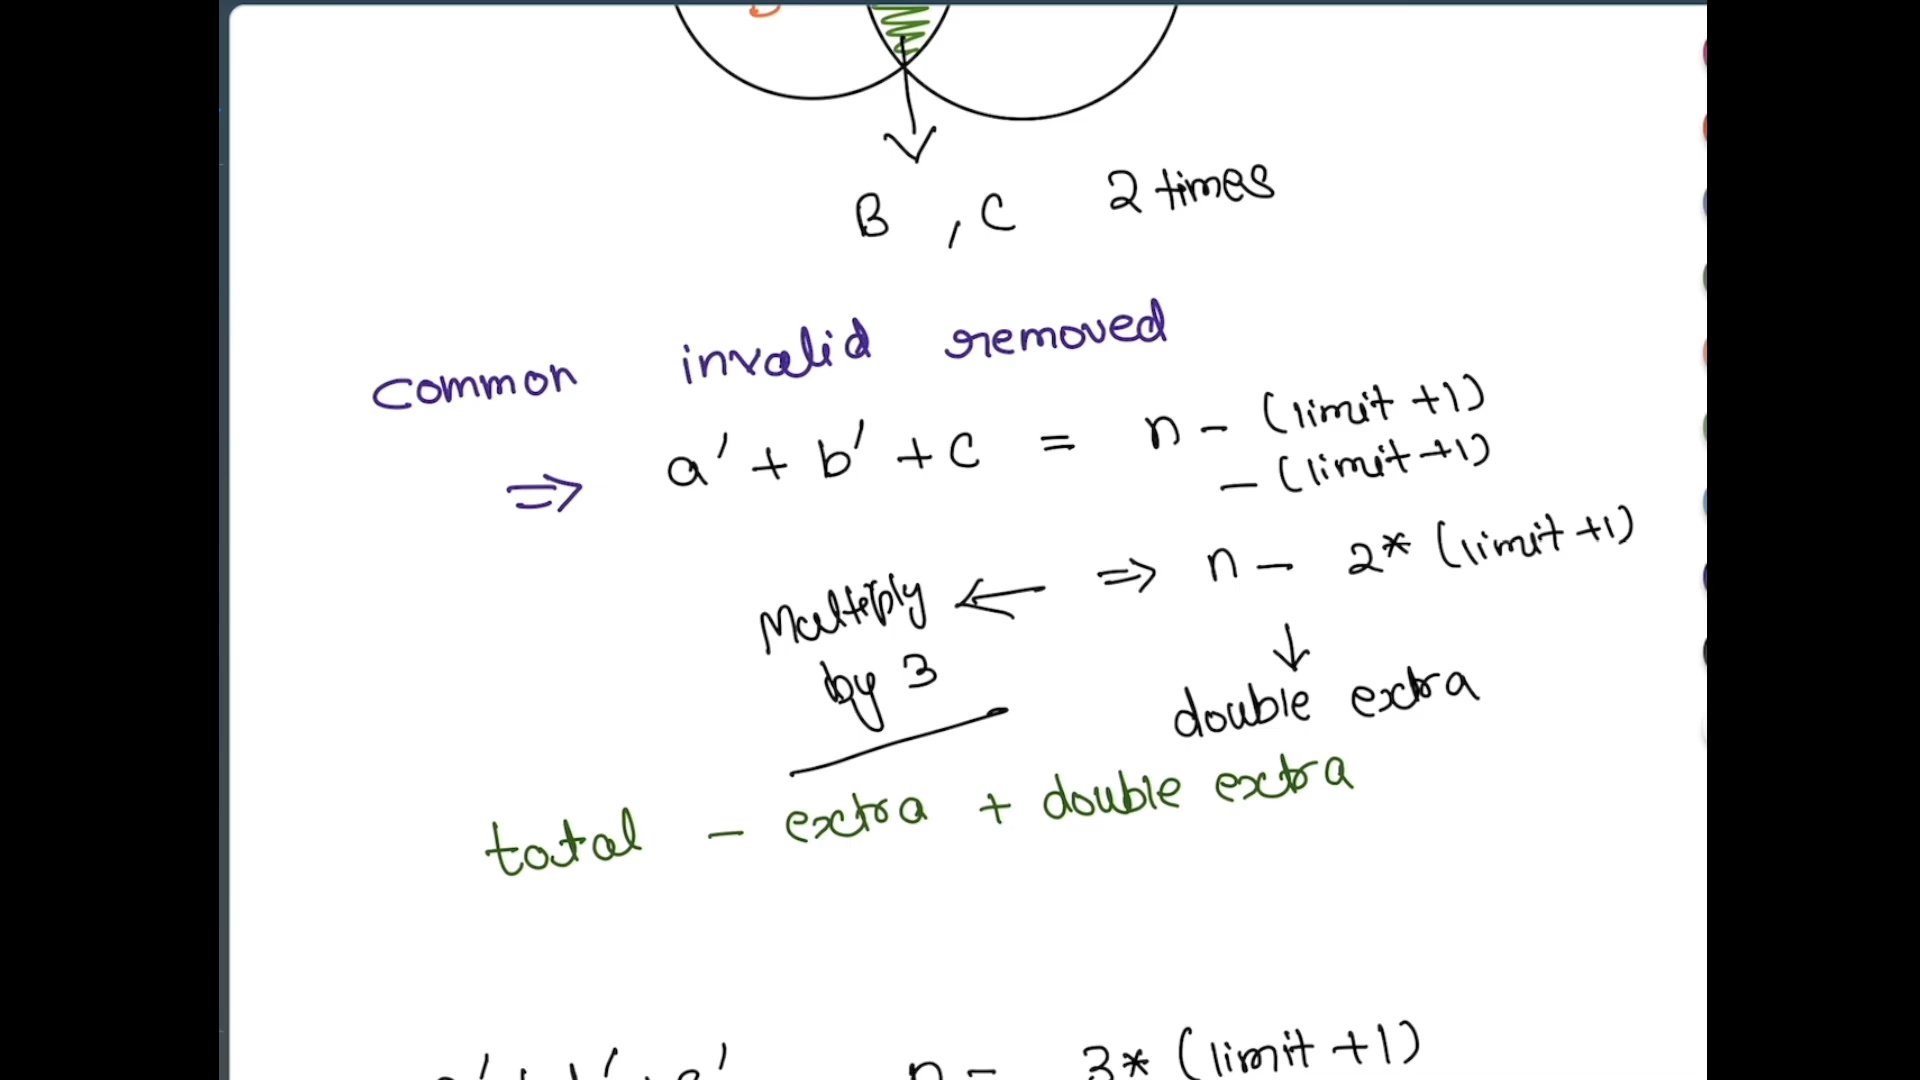 B , C 2 times
common invalid removed
⇒ a' + b' + c = n - (limit +1)
- (limit +1)
Multiply ← ⇒ n - 2* (limit +1)
by 3 ↓
double extra
total - extra + double extra
n - 3* (limit +1)